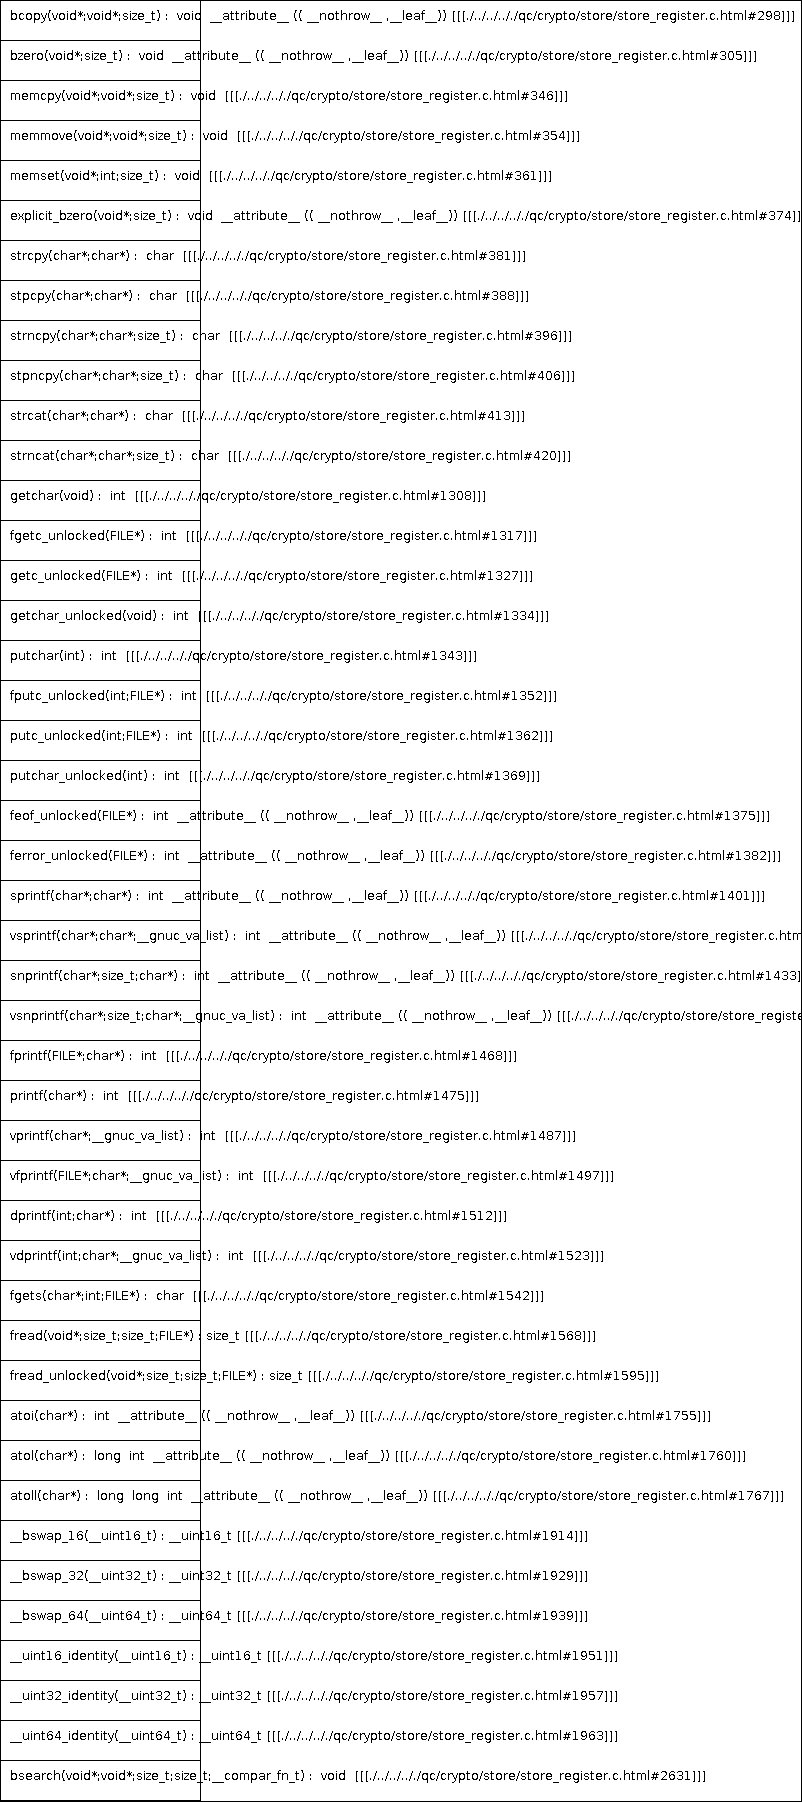 bcopy(void*;void*;size_t) :  void  __attribute__ (( __nothrow__ ,__leaf__)) [[[./../../.././qc/crypto/store/store_register.c.html#298]]]
bzero(void*;size_t) :  void  __attribute__ (( __nothrow__ ,__leaf__)) [[[./../../.././qc/crypto/store/store_register.c.html#305]]]
memcpy(void*;void*;size_t) :  void  [[[./../../.././qc/crypto/store/store_register.c.html#346]]]
memmove(void*;void*;size_t) :  void  [[[./../../.././qc/crypto/store/store_register.c.html#354]]]
memset(void*;int;size_t) :  void  [[[./../../.././qc/crypto/store/store_register.c.html#361]]]
explicit_bzero(void*;size_t) :  void  __attribute__ (( __nothrow__ ,__leaf__)) [[[./../../.././qc/crypto/store/store_register.c.html#374]]]
strcpy(char*;char*) :  char  [[[./../../.././qc/crypto/store/store_register.c.html#381]]]
stpcpy(char*;char*) :  char  [[[./../../.././qc/crypto/store/store_register.c.html#388]]]
strncpy(char*;char*;size_t) :  char  [[[./../../.././qc/crypto/store/store_register.c.html#396]]]
stpncpy(char*;char*;size_t) :  char  [[[./../../.././qc/crypto/store/store_register.c.html#406]]]
strcat(char*;char*) :  char  [[[./../../.././qc/crypto/store/store_register.c.html#413]]]
strncat(char*;char*;size_t) :  char  [[[./../../.././qc/crypto/store/store_register.c.html#420]]]
getchar(void) :  int  [[[./../../.././qc/crypto/store/store_register.c.html#1308]]]
fgetc_unlocked(FILE*) :  int  [[[./../../.././qc/crypto/store/store_register.c.html#1317]]]
getc_unlocked(FILE*) :  int  [[[./../../.././qc/crypto/store/store_register.c.html#1327]]]
getchar_unlocked(void) :  int  [[[./../../.././qc/crypto/store/store_register.c.html#1334]]]
putchar(int) :  int  [[[./../../.././qc/crypto/store/store_register.c.html#1343]]]
fputc_unlocked(int;FILE*) :  int  [[[./../../.././qc/crypto/store/store_register.c.html#1352]]]
putc_unlocked(int;FILE*) :  int  [[[./../../.././qc/crypto/store/store_register.c.html#1362]]]
putchar_unlocked(int) :  int  [[[./../../.././qc/crypto/store/store_register.c.html#1369]]]
feof_unlocked(FILE*) :  int  __attribute__ (( __nothrow__ ,__leaf__)) [[[./../../.././qc/crypto/store/store_register.c.html#1375]]]
ferror_unlocked(FILE*) :  int  __attribute__ (( __nothrow__ ,__leaf__)) [[[./../../.././qc/crypto/store/store_register.c.html#1382]]]
sprintf(char*;char*) :  int  __attribute__ (( __nothrow__ ,__leaf__)) [[[./../../.././qc/crypto/store/store_register.c.html#1401]]]
vsprintf(char*;char*;__gnuc_va_list) :  int  __attribute__ (( __nothrow__ ,__leaf__)) [[[./../../.././qc/crypto/store/store_register.c.htm
snprintf(char*;size_t;char*) :  int  __attribute__ (( __nothrow__ ,__leaf__)) [[[./../../.././qc/crypto/store/store_register.c.html#1433]
vsnprintf(char*;size_t;char*;__gnuc_va_list) :  int  __attribute__ (( __nothrow__ ,__leaf__)) [[[./../../.././qc/crypto/store/store_registe
fprintf(FILE*;char*) :  int  [[[./../../.././qc/crypto/store/store_register.c.html#1468]]]
printf(char*) :  int  [[[./../../.././qc/crypto/store/store_register.c.html#1475]]]
vprintf(char*;__gnuc_va_list) :  int  [[[./../../.././qc/crypto/store/store_register.c.html#1487]]]
vfprintf(FILE*;char*;__gnuc_va_list) :  int  [[[./../../.././qc/crypto/store/store_register.c.html#1497]]]
dprintf(int;char*) :  int  [[[./../../.././qc/crypto/store/store_register.c.html#1512]]]
vdprintf(int;char*;__gnuc_va_list) :  int  [[[./../../.././qc/crypto/store/store_register.c.html#1523]]]
fgets(char*;int;FILE*) :  char  [[[./../../.././qc/crypto/store/store_register.c.html#1542]]]
fread(void*;size_t;size_t;FILE*) : size_t [[[./../../.././qc/crypto/store/store_register.c.html#1568]]]
fread_unlocked(void*;size_t;size_t;FILE*) : size_t [[[./../../.././qc/crypto/store/store_register.c.html#1595]]]
atoi(char*) :  int  __attribute__ (( __nothrow__ ,__leaf__)) [[[./../../.././qc/crypto/store/store_register.c.html#1755]]]
atol(char*) :  long  int  __attribute__ (( __nothrow__ ,__leaf__)) [[[./../../.././qc/crypto/store/store_register.c.html#1760]]]
atoll(char*) :  long  long  int  __attribute__ (( __nothrow__ ,__leaf__)) [[[./../../.././qc/crypto/store/store_register.c.html#1767]]]
__bswap_16(__uint16_t) : __uint16_t [[[./../../.././qc/crypto/store/store_register.c.html#1914]]]
__bswap_32(__uint32_t) : __uint32_t [[[./../../.././qc/crypto/store/store_register.c.html#1929]]]
__bswap_64(__uint64_t) : __uint64_t [[[./../../.././qc/crypto/store/store_register.c.html#1939]]]
__uint16_identity(__uint16_t) : __uint16_t [[[./../../.././qc/crypto/store/store_register.c.html#1951]]]
__uint32_identity(__uint32_t) : __uint32_t [[[./../../.././qc/crypto/store/store_register.c.html#1957]]]
__uint64_identity(__uint64_t) : __uint64_t [[[./../../.././qc/crypto/store/store_register.c.html#1963]]]
bsearch(void*;void*;size_t;size_t;__compar_fn_t) :  void  [[[./../../.././qc/crypto/store/store_register.c.html#2631]]]